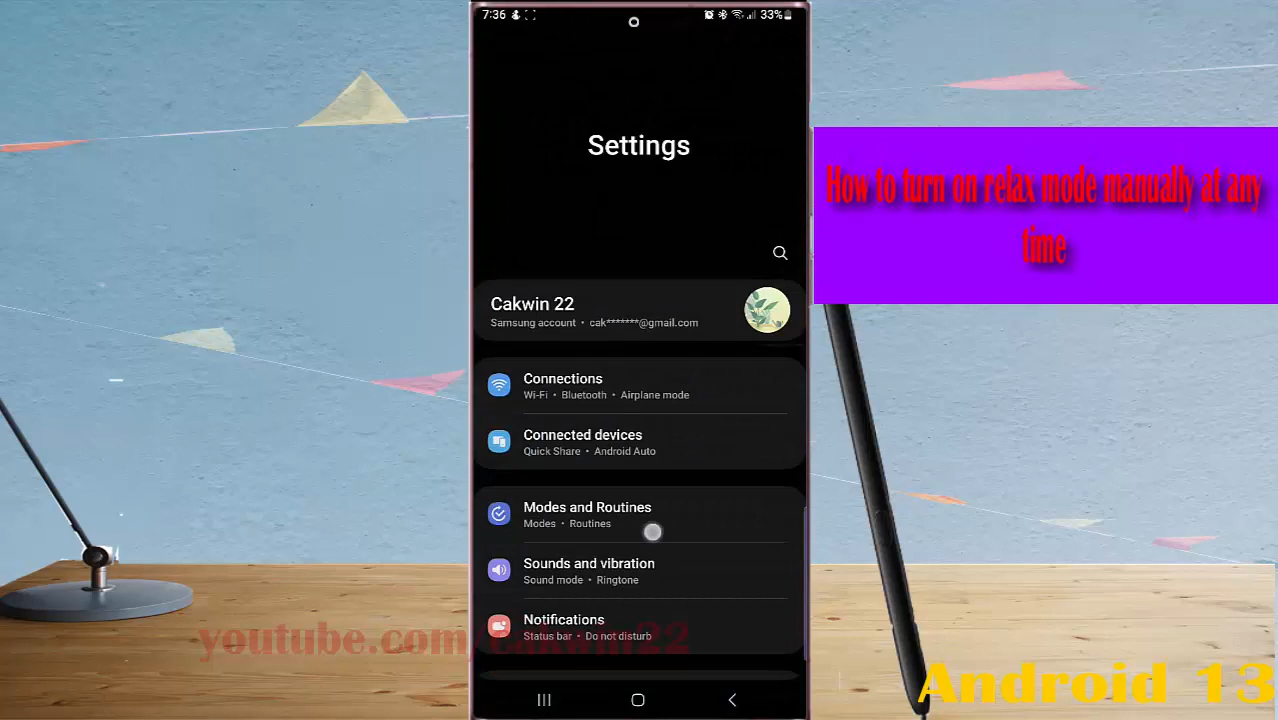 7:36
33%
Settings
How to turn on relax mode manually at any
time
Cakwin 22
Samsung account • cak*******@gmail.com
Connections
Wi-Fi • Bluetooth • Airplane mode
Connected devices
Quick Share • Android Auto
Modes and Routines
Modes • Routines
Sounds and vibration
Sound mode • Ringtone
Notifications
Status bar • Do not disturb
youtube.com/cakwin22
Android 13